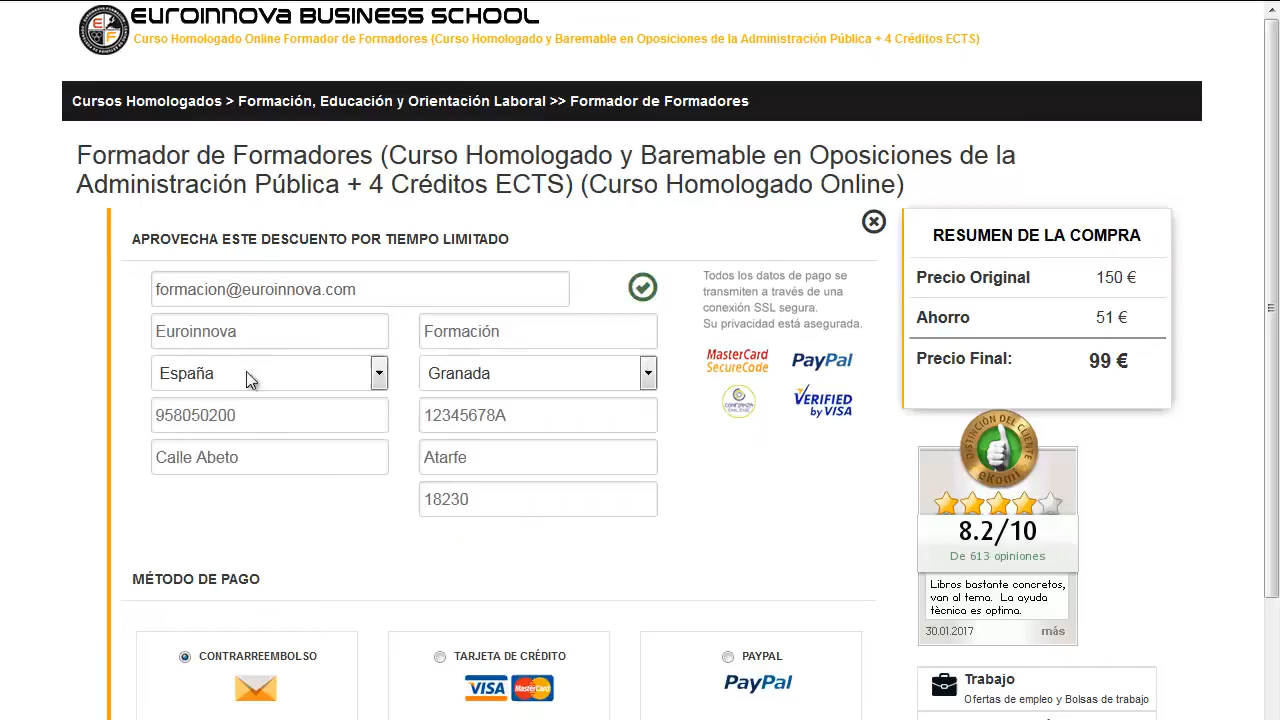 EUROINNOVA BUSINESS SCHOOL
Curso Homologado Online Formador de Formadores (Curso Homologado y Baremable en Oposiciones de la Administración Pública + 4 Créditos ECTS)
Cursos Homologados > Formación, Educación y Orientación Laboral >> Formador de Formadores
Formador de Formadores (Curso Homologado y Baremable en Oposiciones de la
Administración Pública + 4 Créditos ECTS) (Curso Homologado Online)
APROVECHA ESTE DESCUENTO POR TIEMPO LIMITADO
formacion@euroinnova.com
Euroinnova
Formación
España
Granada
958050200
12345678A
Calle Abeto
Atarfe
18230
Todos los datos de pago se
transmiten a través de una
conexión SSL segura.
Su privacidad está asegurada.
MasterCard
SecureCode
PayPal
CONFIANZA
ONLINE
VERIFIED
by VISA
RESUMEN DE LA COMPRA
Precio Original 150 €
Ahorro 51 €
Precio Final: 99 €
DISTINCIÓN DEL CLIENTE
eKomi
8.2/10
De 613 opiniones
Libros bastante concretos,
van al tema. La ayuda
tècnica es optima.
30.01.2017 más
MÉTODO DE PAGO
CONTRARREEMBOLSO
TARJETA DE CRÉDITO
VISA
MasterCard
PAYPAL
PayPal
Trabajo
Ofertas de empleo y Bolsas de trabajo